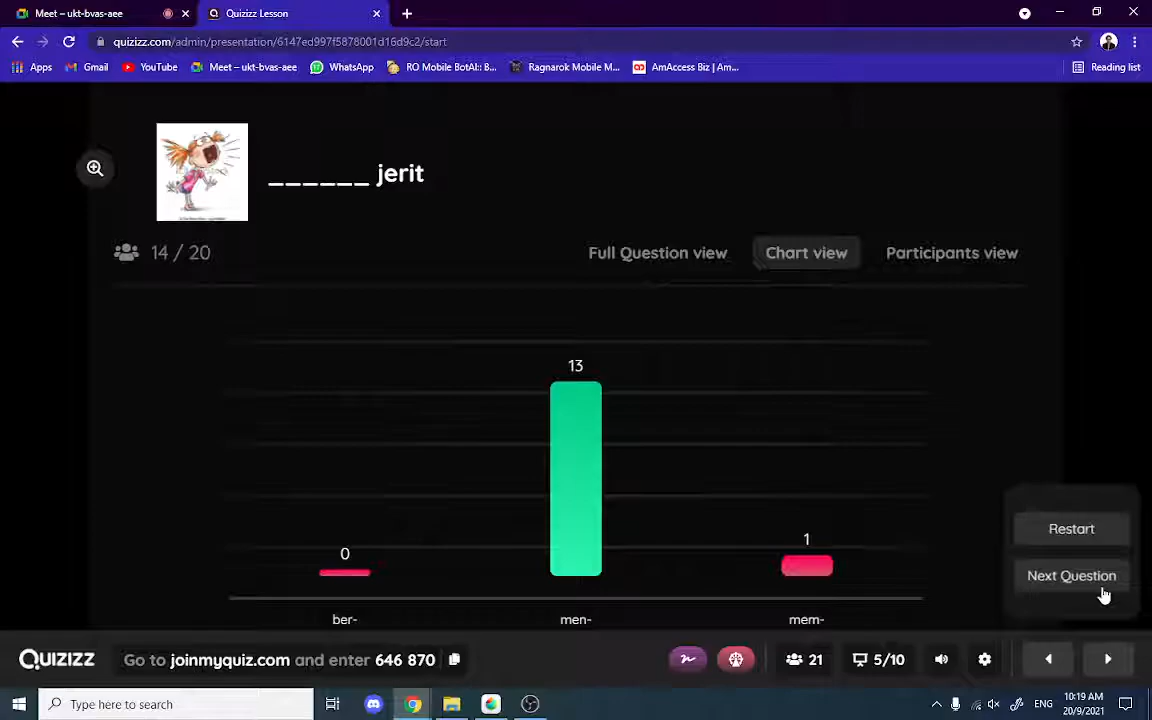 Meet – ukt-bvas-aee
Quizizz Lesson
quizizz.com/admin/presentation/6147ed997f5878001d16d9c2/start
Apps
Gmail
YouTube
Meet – ukt-bvas-aee
WhatsApp
RO Mobile BotAI:: B...
Ragnarok Mobile M...
AmAccess Biz | Am...
Reading list
______ jerit
14 / 20
Full Question view
Chart view
Participants view
13
1
0
Restart
Next Question
ber-
men-
mem-
QUIZIZZ
Go to joinmyquiz.com and enter 646 870
21
5/10
Type here to search
ENG
10:19 AM
20/9/2021